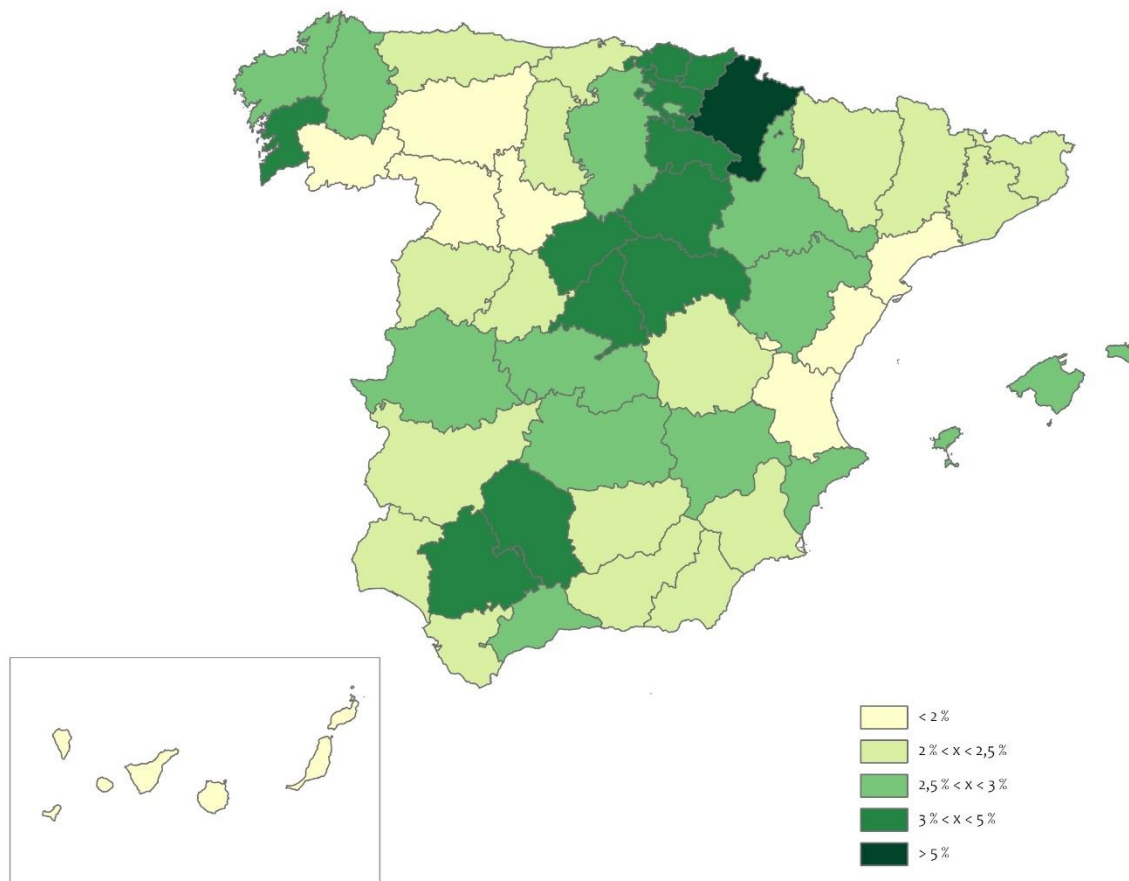 < 2 %
2 % < x < 2,5 %
2,5 % < x < 3 %
3 % < x < 5 %
> 5 %